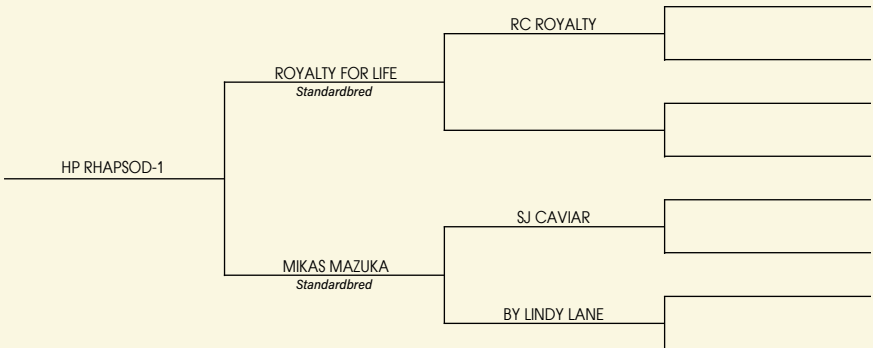 RC ROYALTY
ROYALTY FOR LIFE
Standardbred
HP RHAPSOD-1
SJ CAVIAR
MIKAS MAZUKA
Standardbred
BY LINDY LANE